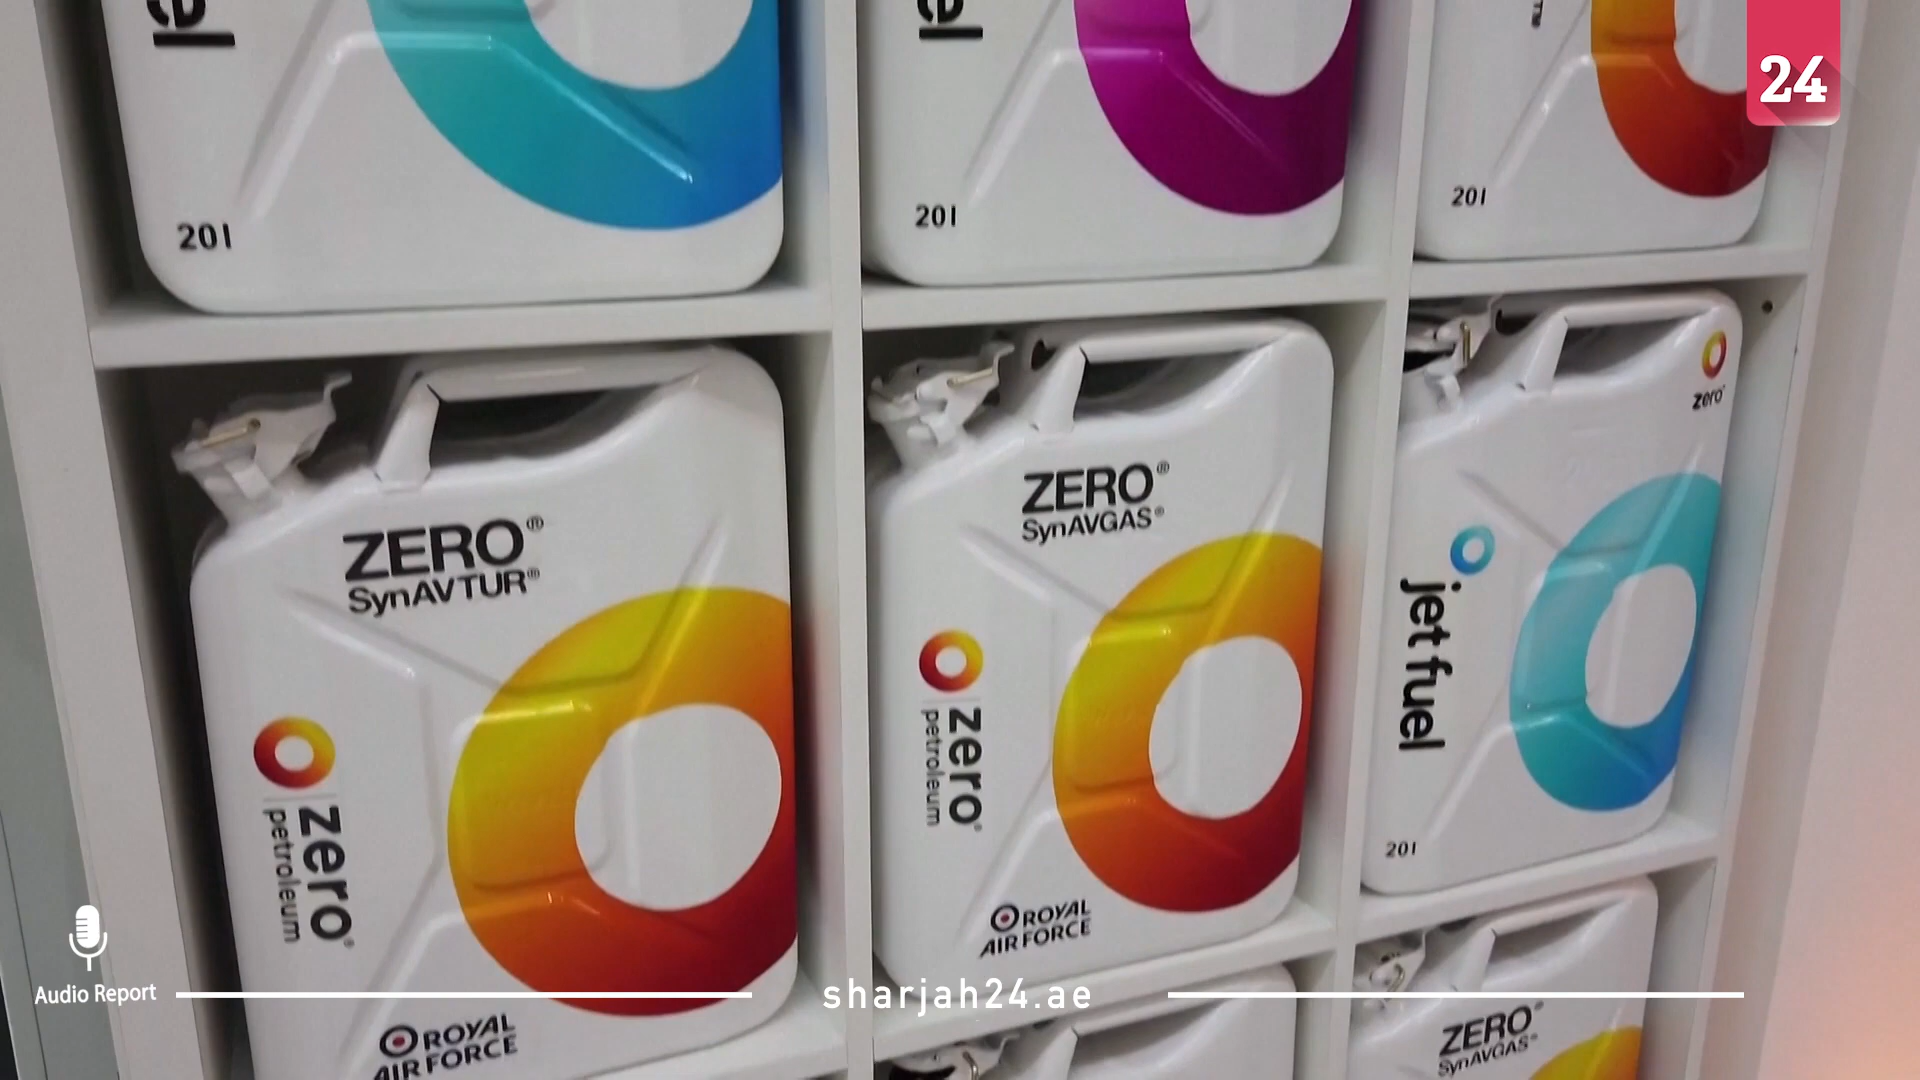 24
20l
20l
20l
zero
ZERO®
SynAVTUR®
zero®
petroleum
ROYAL
AIR FORCE
ZERO®
SynAVGAS®
zero®
petroleum
ROYAL
AIR FORCE
jet fuel
20l
ZERO®
SynAVGAS®
Audio Report
sharjah24.ae